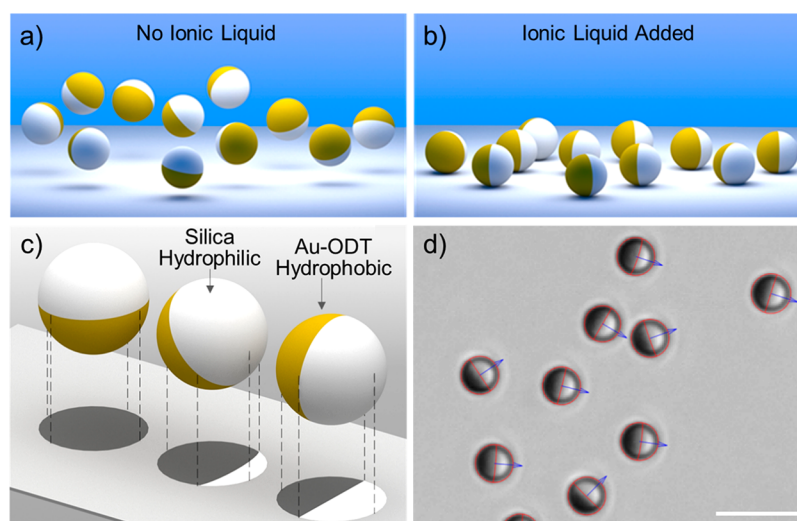 a)
No Ionic Liquid
b)
Ionic Liquid Added
c)
Silica
Hydrophilic
Au-ODT
Hydrophobic
d)